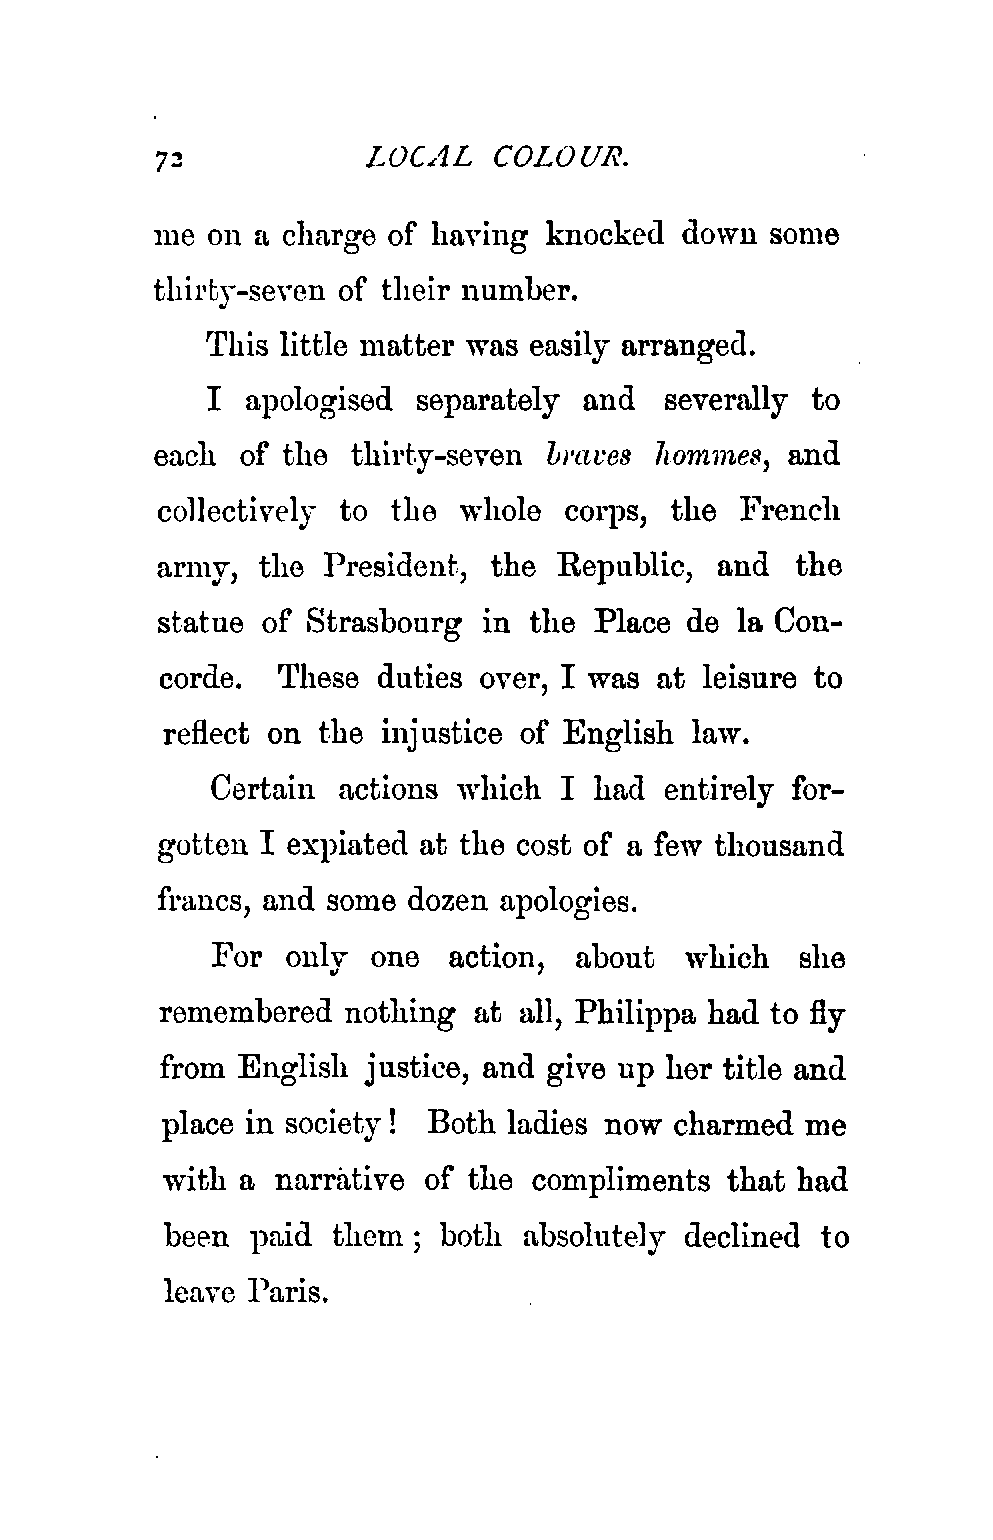 72 LOCAL COLOUR.
me on a charge of having knocked down some
thirty-seven of their number.
This little matter was easily arranged.
I apologised separately and severally to
each of the thirty-seven braves hommes, and
collectively to the whole corps, the French
army, the President, the Republic, and the
statue of Strasbourg in the Place de la Con-
corde. These duties over, I was at leisure to
reflect on the injustice of English law.
Certain actions which I had entirely for-
gotten I expiated at the cost of a few thousand
francs, and some dozen apologies.
For only one action, about which she
remembered nothing at all, Philippa had to fly
from English justice, and give up her title and
place in society! Both ladies now charmed me
with a narrative of the compliments that had
been paid them; both absolutely declined to
leave Paris.